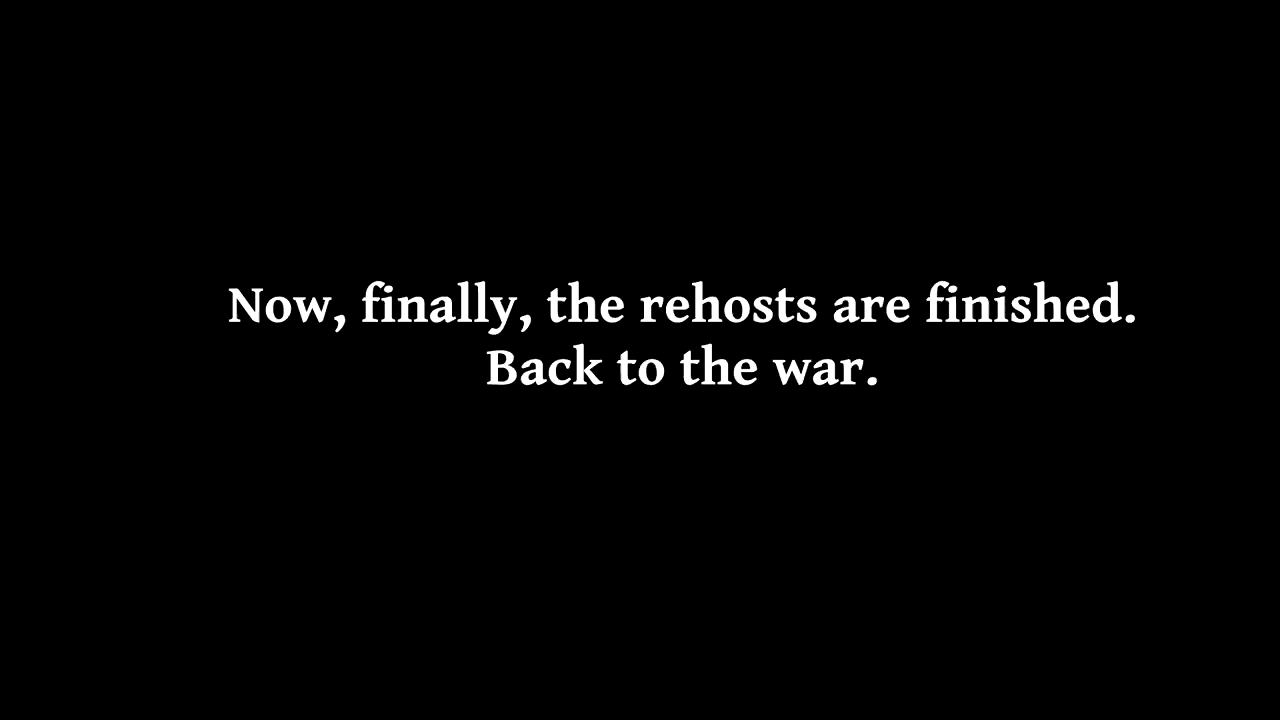 Now, finally, the rehosts are finished.
Back to the war.